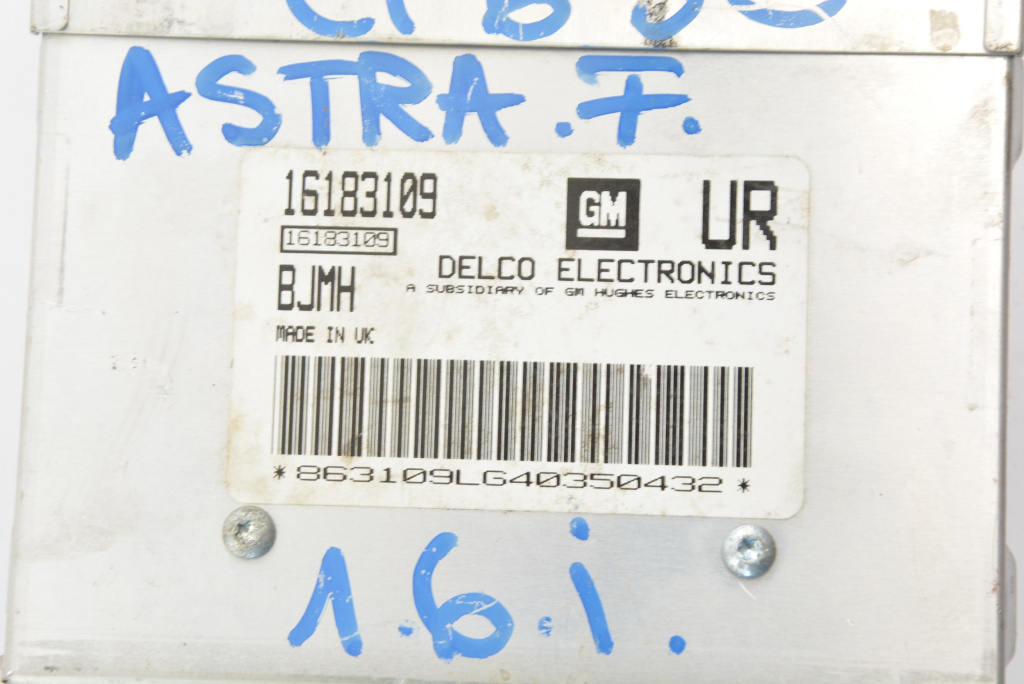 ASTRA.F.
16183109
GM
UR
16183109
DELCO ELECTRONICS
A SUBSIDIARY OF GM HUGHES ELECTRONICS
BJMH
MADE IN UK
*863109LG40350432*
1.6.i.